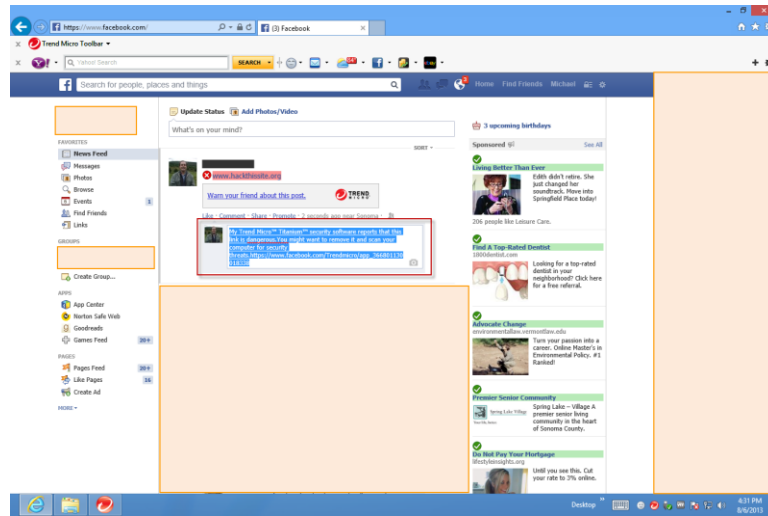 https://www.facebook.com/
(3) Facebook
Trend Micro Toolbar
Yahoo! Search
SEARCH
Search for people, places and things
3
Home Find Friends Michael
Update Status Add Photos/Video
What's on your mind?
SORT
FAVORITES
News Feed
Messages
Photos
Browse
Events 1
Find Friends
Links
GROUPS
Create Group...
APPS
App Center
Norton Safe Web
Goodreads
Games Feed 20+
PAGES
Pages Feed 20+
Like Pages 16
Create Ad
MORE
www.hackthissite.org
Warn your friend about this post.
TREND MICRO
Like · Comment · Share · Promote · 2 seconds ago near Sonoma ·
My Trend Micro™ Titanium™ security software reports that this
link is dangerous.You might want to remove it and scan your
computer for security
threats.https://www.facebook.com/Trendmicro/app_
3 upcoming birthdays
Sponsored See All
Living Better Than Ever
Edith didn't retire. She
just changed her
soundtrack. Move into
Springfield Place today!
206 people like Leisure Care.
Find A Top-Rated Dentist
1800dentist.com
Looking for a top-rated
dentist in your
neighborhood? Click here
for a free referral.
Advocate Change
environmentallaw.vermontlaw.edu
Turn your passion into a
career. Online Master's in
Environmental Policy. #1
Ranked!
Premier Senior Community
Spring Lake Village
Spring Lake – Village A
premier senior living
community in the heart
of Sonoma County.
Do Not Pay Your Mortgage
lifestyleinsights.org
Until you see this. Cut
your rate to 3% online.
Desktop
4:31 PM
8/6/2013